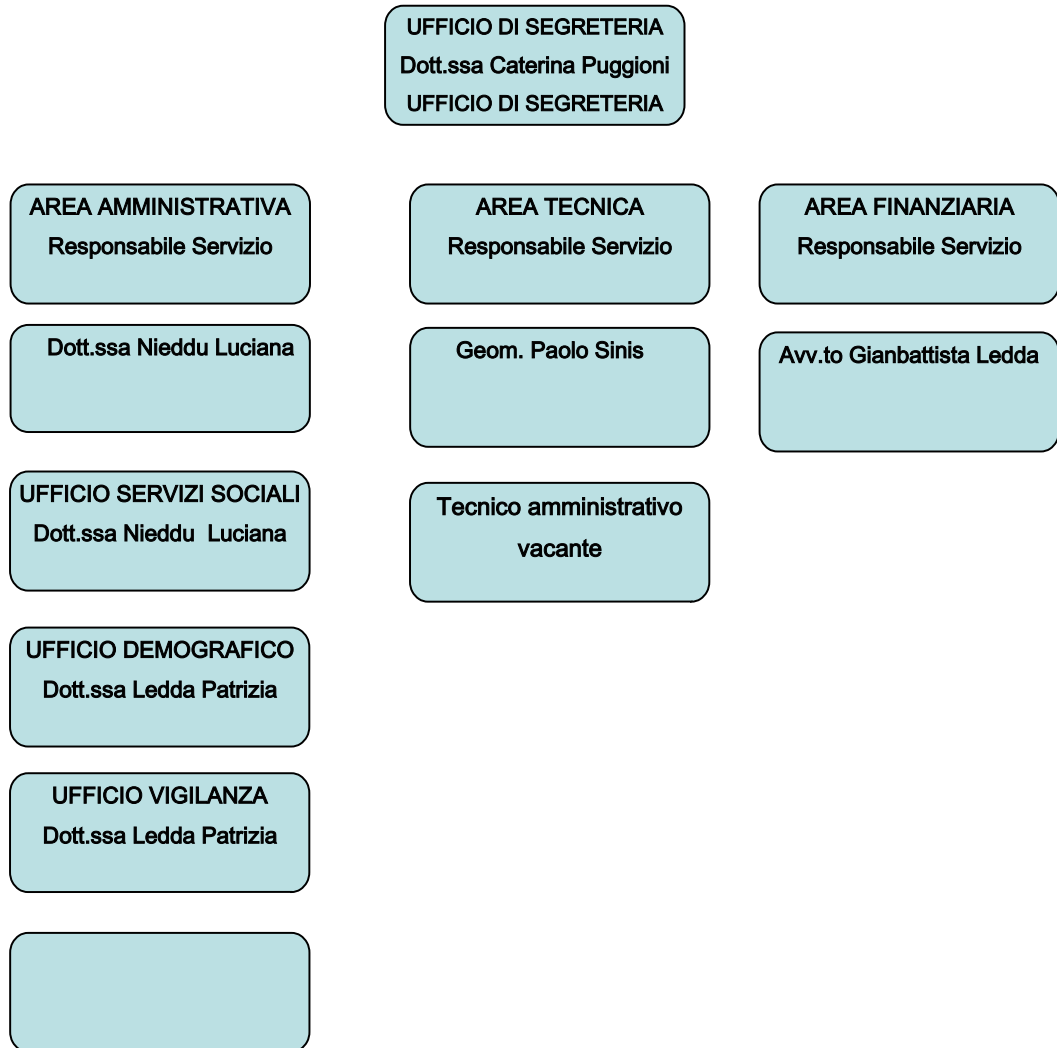 UFFICIO DI SEGRETERIA
Dott.ssa Caterina Puggioni
UFFICIO DI SEGRETERIA
AREA AMMINISTRATIVA
Responsabile Servizio
Dott.ssa Nieddu Luciana
UFFICIO SERVIZI SOCIALI
Dott.ssa Nieddu Luciana
UFFICIO DEMOGRAFICO
Dott.ssa Ledda Patrizia
UFFICIO VIGILANZA
Dott.ssa Ledda Patrizia
AREA TECNICA
Responsabile Servizio
Geom. Paolo Sinis
Tecnico amministrativo
vacante
AREA FINANZIARIA
Responsabile Servizio
Avv.to Gianbattista Ledda